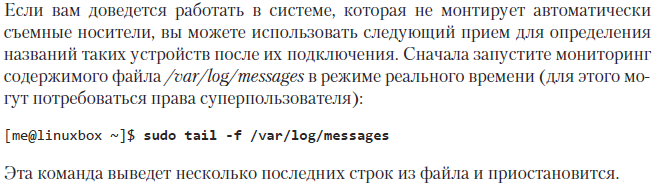 Если вам доведется работать в системе, которая не монтирует автоматически
съемные носители, вы можете использовать следующий прием для определения
названий таких устройств после их подключения. Сначала запустите мониторинг
содержимого файла /var/log/messages в режиме реального времени (для этого мо-
гут потребоваться права суперпользователя):
[me@linuxbox ~]$ sudo tail -f /var/log/messages
Эта команда выведет несколько последних строк из файла и приостановится.